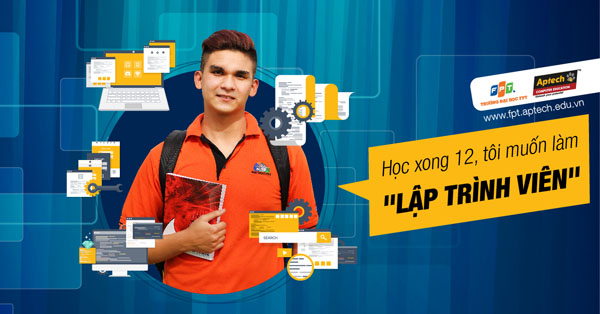 FPT.
TRƯỜNG ĐẠI HỌC FPT
Aptech
COMPUTER EDUCATION
www.fpt.aptech.edu.vn
Học xong 12, tôi muốn làm
"LẬP TRÌNH VIÊN"
SEARCH